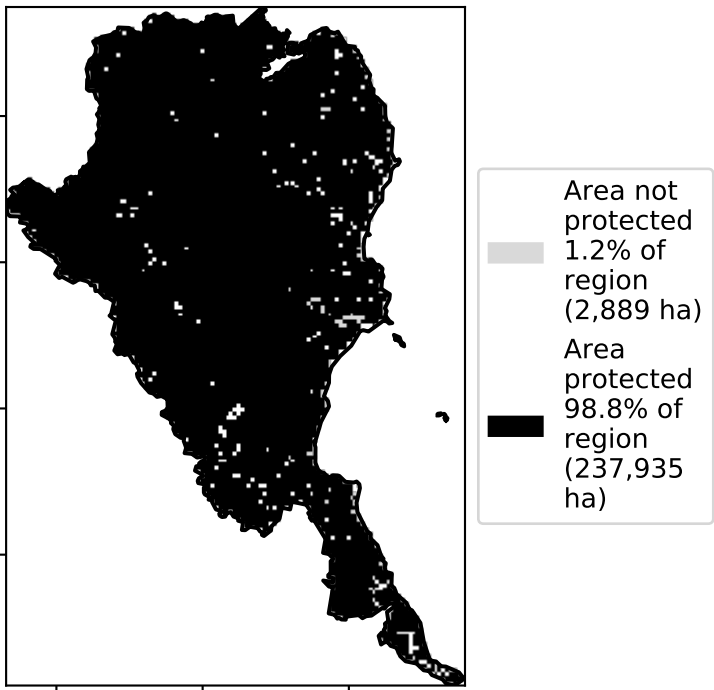 Area not
protected
1.2% of
region
(2,889 ha)
Area
protected
98.8% of
region
(237,935
ha)